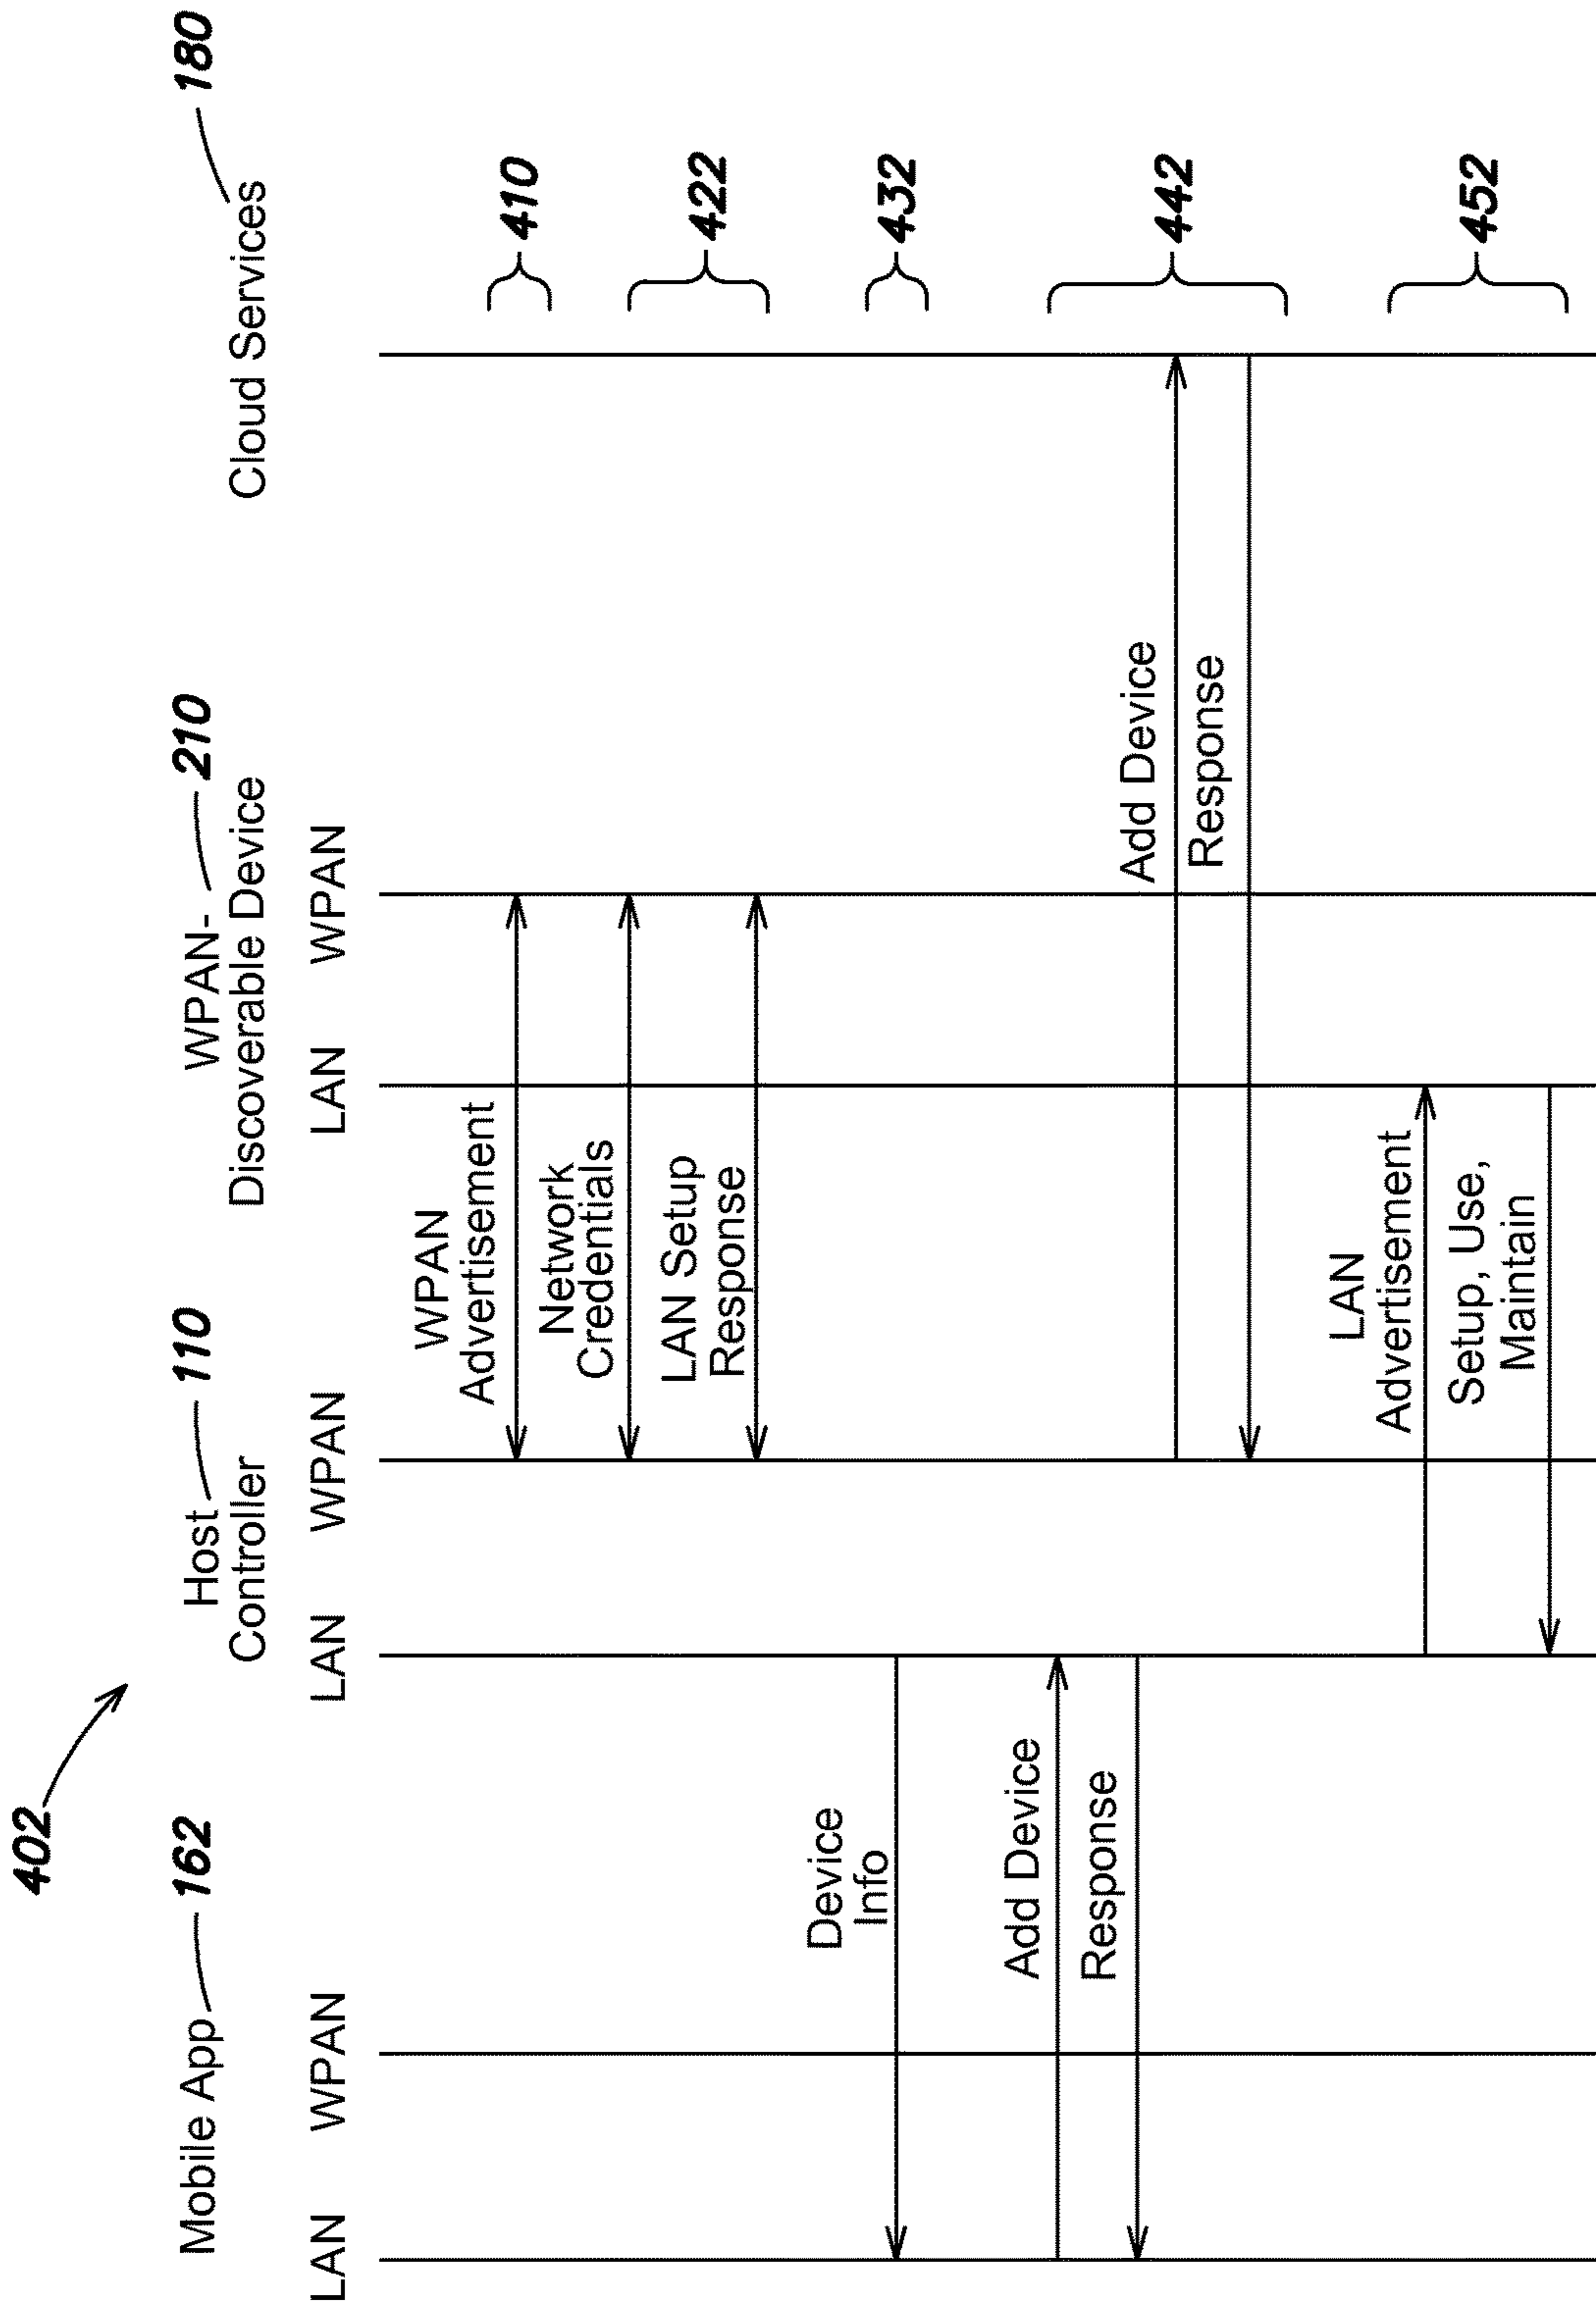 402
Mobile App 162
Host 110
Controller
WPAN- 210
Discoverable Device
Cloud Services 180
LAN WPAN LAN WPAN LAN WPAN
WPAN
Advertisement
410
Network
Credentials
LAN Setup
Response
422
Device
Info
432
Add Device
Response
Add Device
Response
442
LAN
Advertisement
Setup, Use,
Maintain
452